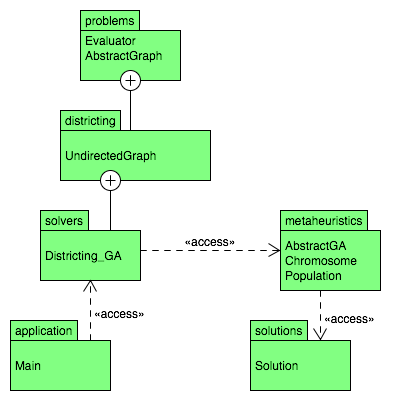 problems
Evaluator
AbstractGraph
districting
UndirectedGraph
solvers
Districting_GA
«access»
metaheuristics
AbstractGA
Chromosome
Population
«access»
«access»
application
Main
solutions
Solution